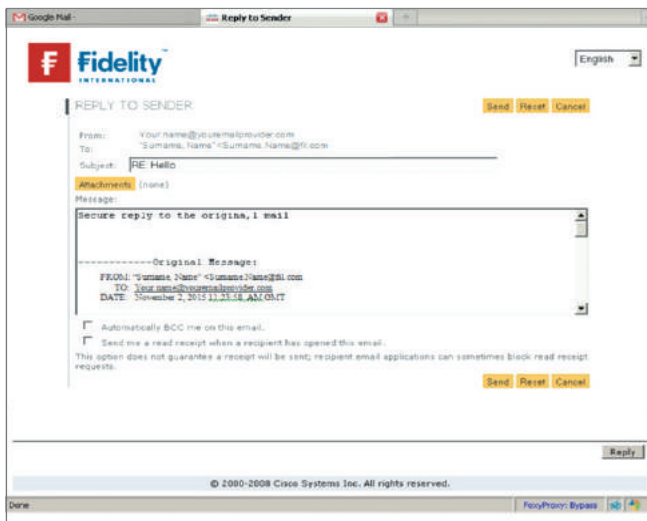 Google Mail - Reply to Sender
Fidelity™
INTERNATIONAL
English
REPLY TO SENDER
Send Reset Cancel
From: Your.name@youremailprovider.com
To: "Surname, Name"<Surname.Name@fil.com
Subject: RE: Hello
Attachments (none)
Message:
Secure reply to the origina,l mail
------------Original Message:
FROM: "Surname, Name" <Surname.Name@fil.com
TO: Your.name@youremailprovider.com
DATE: November 2, 2015 11:23:58 AM GMT
Automatically BCC me on this email.
Send me a read receipt when a recipient has opened this email.
This option does not guarantee a receipt will be sent; recipient email applications can sometimes block read receipt
requests.
Send Reset Cancel
Reply
© 2000-2008 Cisco Systems Inc. All rights reserved.
Done FoxyProxy: Bypass